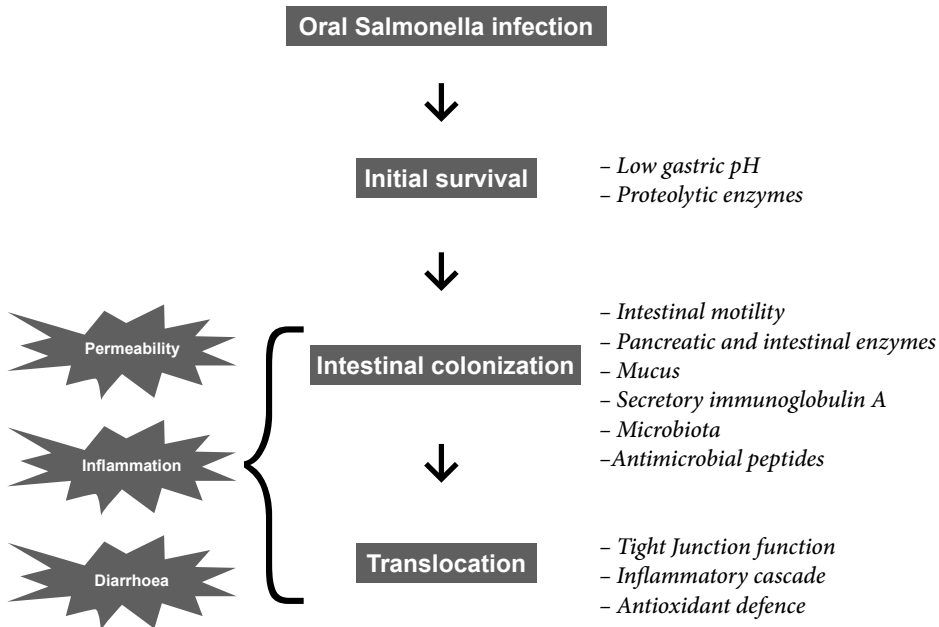 Oral Salmonella infection
Initial survival
– Low gastric pH
– Proteolytic enzymes
Permeability
Inflammation
Diarrhoea
Intestinal colonization
– Intestinal motility
– Pancreatic and intestinal enzymes
– Mucus
– Secretory immunoglobulin A
– Microbiota
–Antimicrobial peptides
Translocation
– Tight Junction function
– Inflammatory cascade
– Antioxidant defence